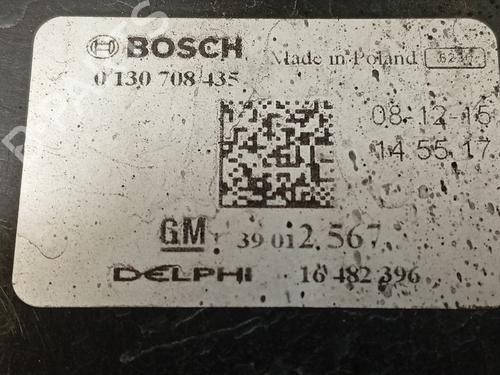 BOSCH Made in Poland
0 130 708 435 08-12-15
14 55 17
GM 39 012 567
DELPHI 16 482 396